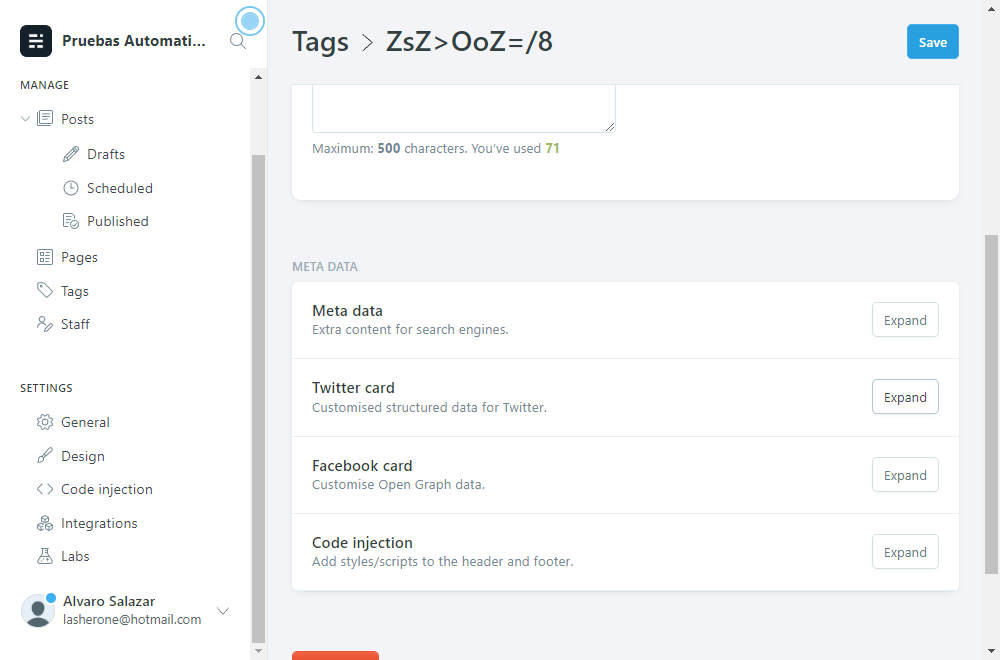 Pruebas Automati...
MANAGE
Posts
Drafts
Scheduled
Published
Pages
Tags
Staff
SETTINGS
General
Design
Code injection
Integrations
Labs
Alvaro Salazar
lasherone@hotmail.com
Tags > ZsZ>OoZ=/8
Save
Maximum: 500 characters. You've used 71
META DATA
Meta data
Extra content for search engines.
Expand
Twitter card
Customised structured data for Twitter.
Expand
Facebook card
Customise Open Graph data.
Expand
Code injection
Add styles/scripts to the header and footer.
Expand